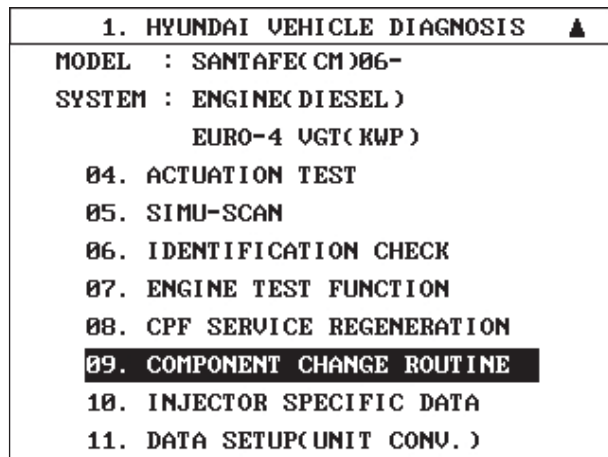 1. HYUNDAI VEHICLE DIAGNOSIS ▲
MODEL : SANTAFE(CM)06-
SYSTEM : ENGINE(DIESEL)
EURO-4 VGT(KWP)
04. ACTUATION TEST
05. SIMU-SCAN
06. IDENTIFICATION CHECK
07. ENGINE TEST FUNCTION
08. CPF SERVICE REGENERATION
09. COMPONENT CHANGE ROUTINE
10. INJECTOR SPECIFIC DATA
11. DATA SETUP(UNIT CONV.)